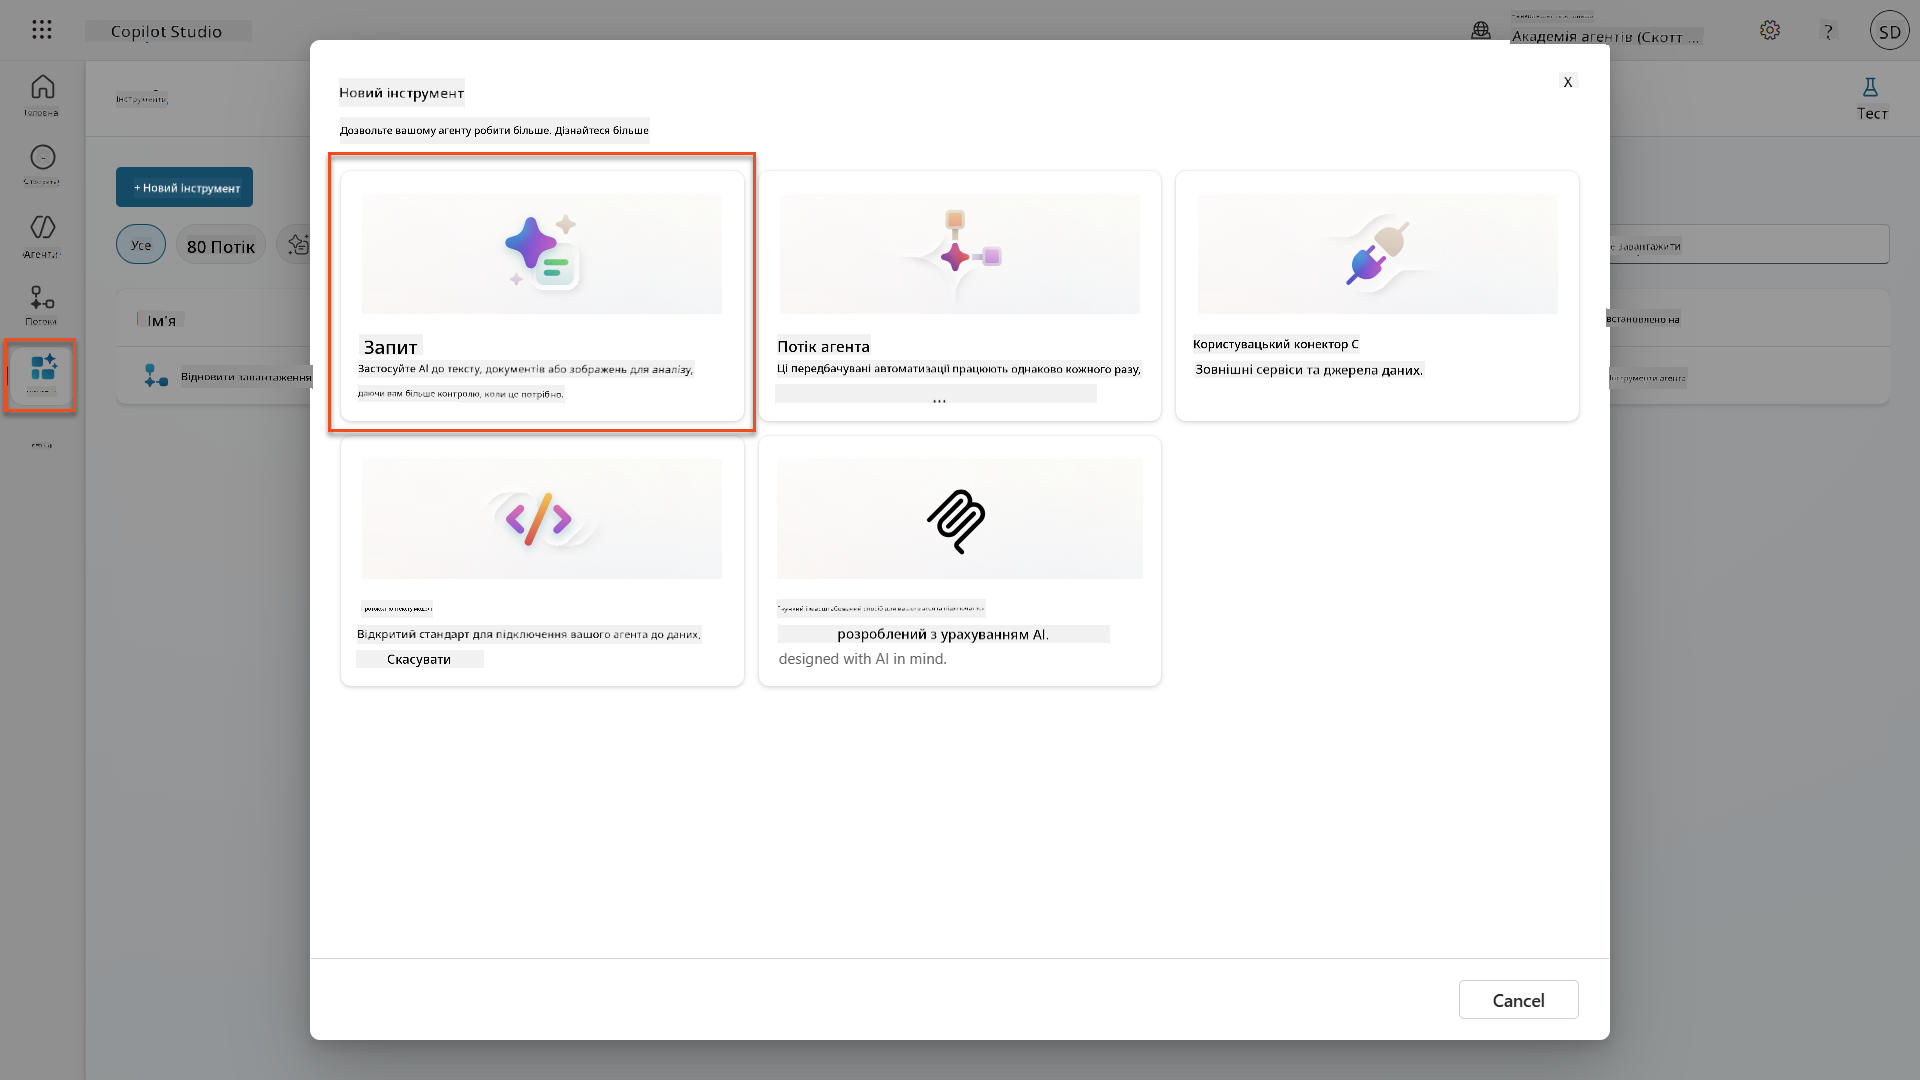 Copilot Studio
Академія агентів (Скотт ...
?
SD
Головна
Інструменти
Тест
Новий інструмент
X
Дозвольте вашому агенту робити більше. Дізнайтеся більше
+ Новий інструмент
Агенти
Усе
80 Потік
Потоки
Ім'я
Відновити завантаження
встановлено на
Запит
Застосуйте AI до тексту, документів або зображень для аналізу,
даючи вам більше контролю, коли це потрібно.
Потік агента
Ці передбачувані автоматизації працюють однаково кожного разу,
...
Користувацький конектор C
Зовнішні сервіси та джерела даних.
Відкритий стандарт для підключення вашого агента до даних,
Скасувати
розроблений з урахуванням AI.
designed with AI in mind.
Cancel